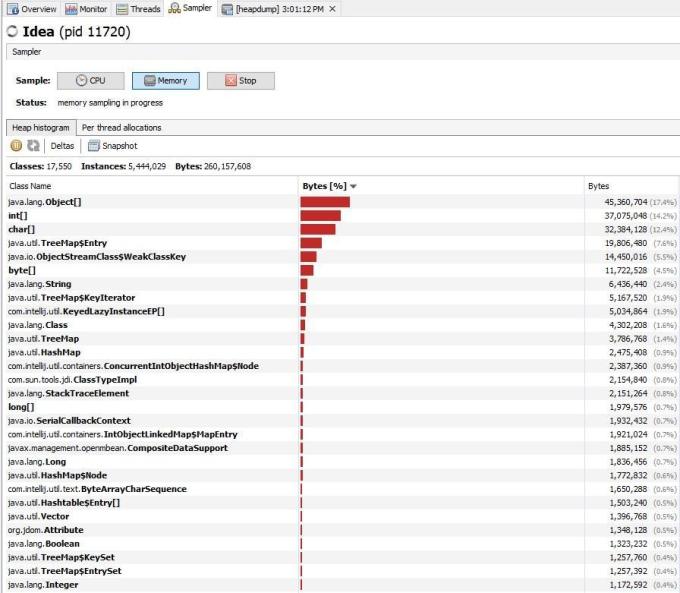 Overview Monitor Threads Sampler [heapdump] 3:01:12 PM
Idea (pid 11720)
Sampler
Sample: CPU Memory Stop
Status: memory sampling in progress
Heap histogram Per thread allocations
Deltas Snapshot
Classes: 17,550 Instances: 5,444,029 Bytes: 260,157,608
Class Name Bytes [%] Bytes
java.lang.Object[] 45,360,704 (17.4%)
int[] 37,075,048 (14.2%)
char[] 32,384,128 (12.4%)
java.util.TreeMap$Entry 19,806,480 (7.6%)
java.io.ObjectStreamClass$WeakClassKey 14,450,016 (5.5%)
byte[] 11,722,528 (4.5%)
java.lang.String 6,436,440 (2.4%)
java.util.TreeMap$KeyIterator 5,167,520 (1.9%)
com.intellij.util.KeyedLazyInstanceEP[] 5,034,864 (1.9%)
java.lang.Class 4,302,208 (1.6%)
java.util.TreeMap 3,786,768 (1.4%)
java.util.HashMap 2,475,408 (0.9%)
com.intellij.util.containers.ConcurrentIntObjectHashMap$Node 2,387,360 (0.9%)
com.sun.tools.jdi.ClassTypeImpl 2,154,840 (0.8%)
java.lang.StackTraceElement 2,151,264 (0.8%)
long[] 1,979,576 (0.7%)
java.io.SerialCallbackContext 1,932,432 (0.7%)
com.intellij.util.containers.IntObjectLinkedMap$MapEntry 1,921,024 (0.7%)
javax.management.openmbean.CompositeDataSupport 1,885,152 (0.7%)
java.lang.Long 1,836,456 (0.7%)
java.util.HashMap$Node 1,772,832 (0.6%)
com.intellij.util.text.ByteArrayCharSequence 1,650,288 (0.6%)
java.util.Hashtable$Entry[] 1,503,240 (0.5%)
java.util.Vector 1,396,768 (0.5%)
org.jdom.Attribute 1,348,128 (0.5%)
java.lang.Boolean 1,323,232 (0.5%)
java.util.TreeMap$KeySet 1,257,760 (0.4%)
java.util.TreeMap$EntrySet 1,257,392 (0.4%)
java.lang.Integer 1,172,592 (0.4%)